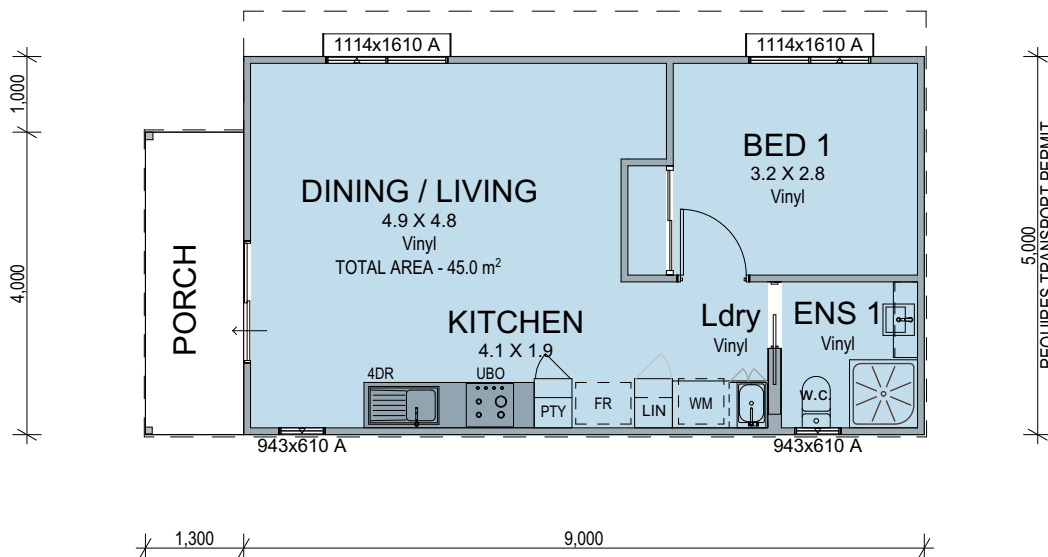 1114x1610 A
1114x1610 A
1,000
4,000
BED 1
3.2 X 2.8
Vinyl
DINING / LIVING
4.9 X 4.8
Vinyl
TOTAL AREA - 45.0 m²
5,000
REQUIRES TRANSPORT PERMIT
PORCH
KITCHEN
4.1 X 1.9
Ldry
Vinyl
ENS 1
Vinyl
4DR
UBO
PTY
FR
LIN
WM
W.C.
943x610 A
943x610 A
1,300
9,000